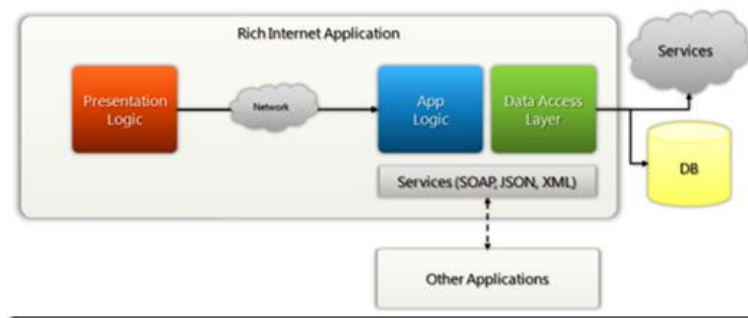 Rich Internet Application
Services
Presentation
Logic
Network
App
Logic
Data Access
Layer
DB
Services (SOAP, JSON, XML)
Other Applications